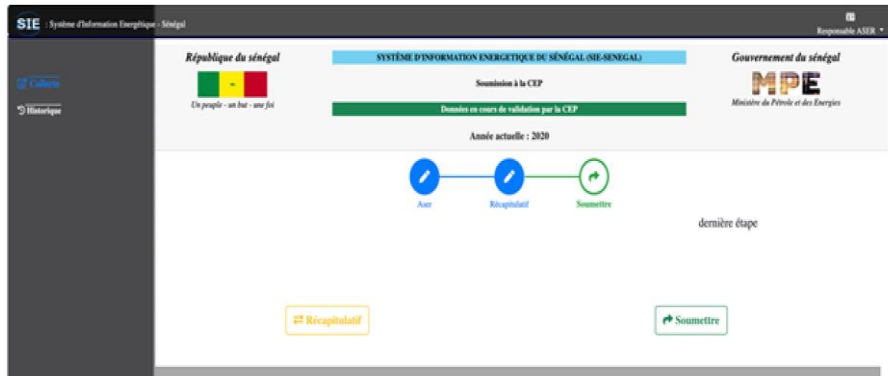 SIE : Système d'Information Energétique - Sénégal
Responsable ASER
Collecte
Historique
République du sénégal
Un peuple - un but - une foi
SYSTÈME D'INFORMATION ENERGETIQUE DU SÉNÉGAL (SIE-SENEGAL)
Soumission à la CEP
Données en cours de validation par la CEP
Année actuelle : 2020
Gouvernement du sénégal
MPE
Ministère du Pétrole et des Energies
Aser
Récapitulatif
Soumettre
dernière étape
Récapitulatif
Soumettre